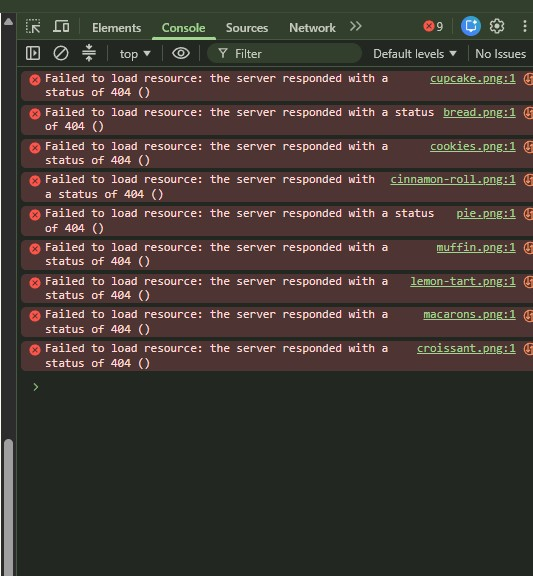 Elements Console Sources Network 9
top Filter Default levels No Issues
Failed to load resource: the server responded with a cupcake.png:1
status of 404 ()
Failed to load resource: the server responded with a status bread.png:1
of 404 ()
Failed to load resource: the server responded with a cookies.png:1
status of 404 ()
Failed to load resource: the server responded with cinnamon-roll.png:1
a status of 404 ()
Failed to load resource: the server responded with a status pie.png:1
of 404 ()
Failed to load resource: the server responded with a muffin.png:1
status of 404 ()
Failed to load resource: the server responded with a lemon-tart.png:1
status of 404 ()
Failed to load resource: the server responded with a macarons.png:1
status of 404 ()
Failed to load resource: the server responded with a croissant.png:1
status of 404 ()